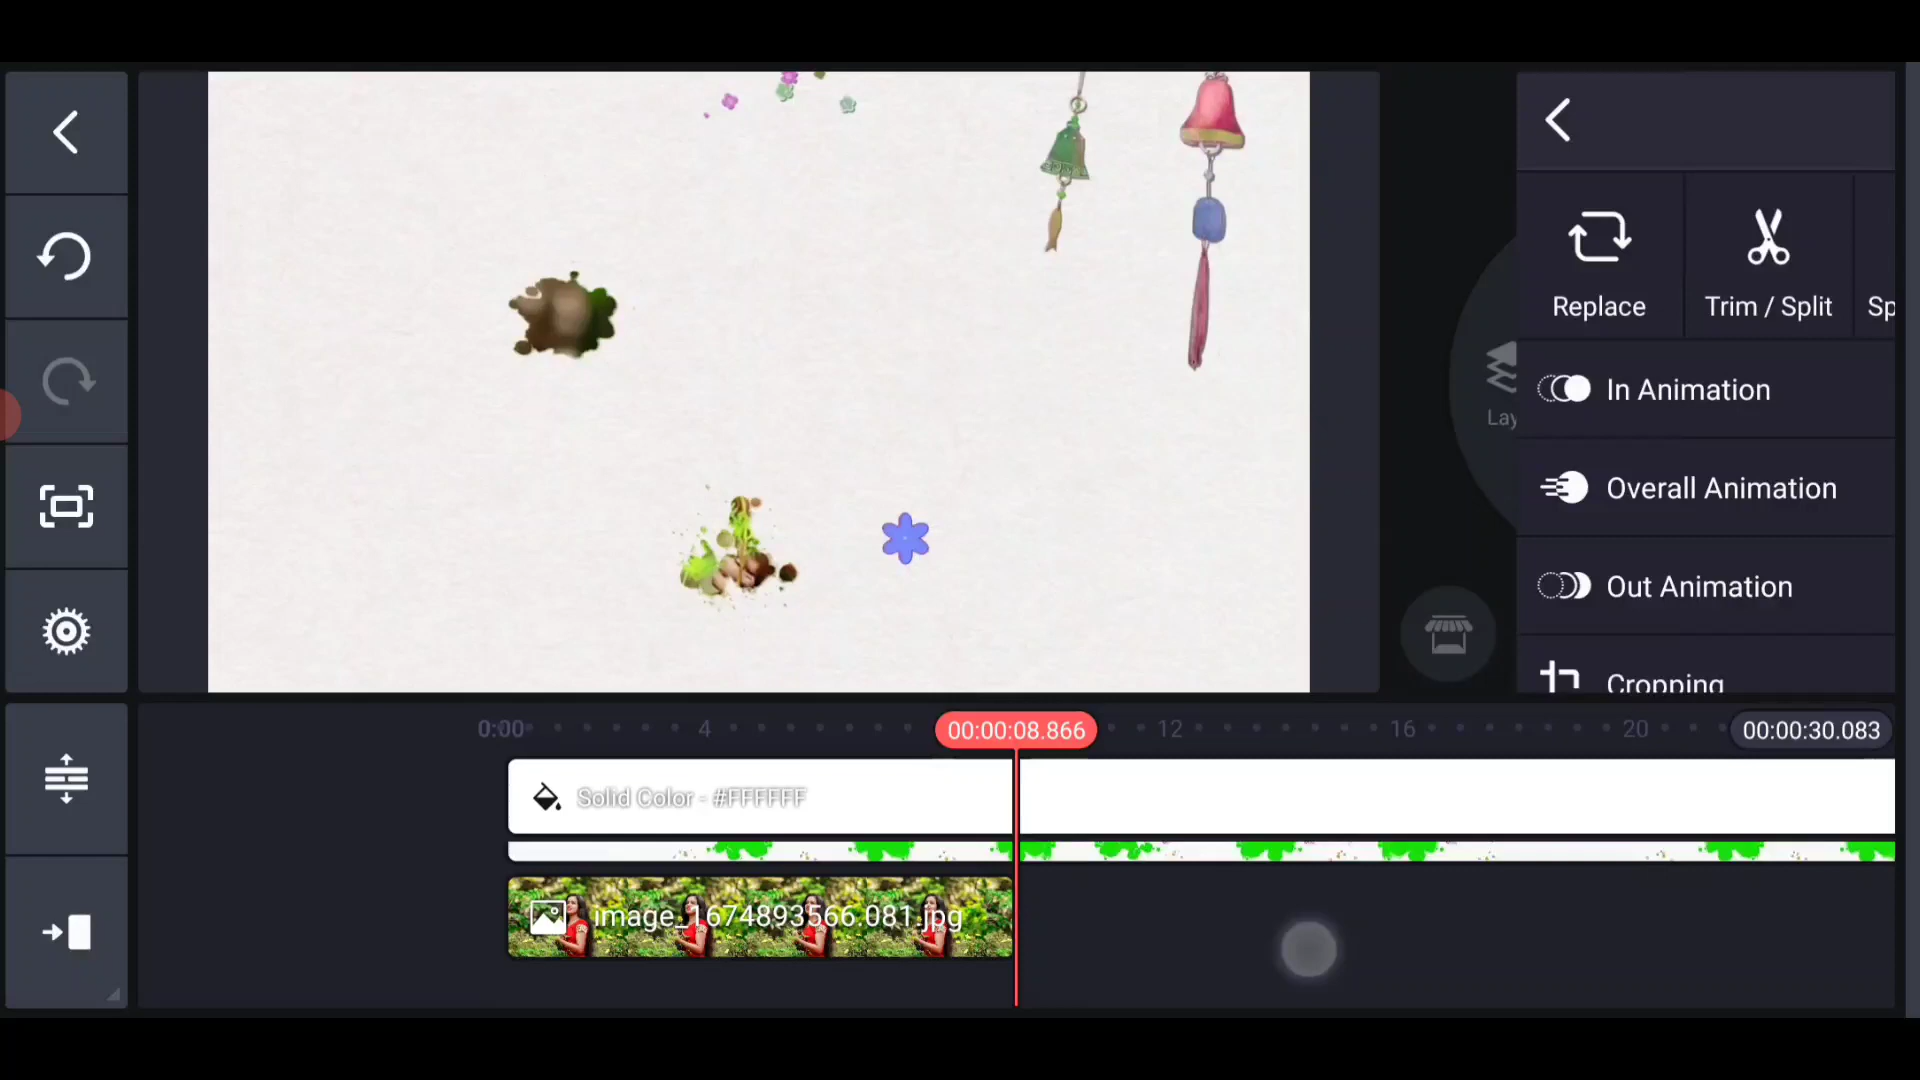 Replace
Trim / Split
Sp
Lay
In Animation
Overall Animation
Out Animation
Cropping
0:00
4
00:00:08.866
12
16
20
00:00:30.083
Solid Color - #FFFFFF
image_1674893566.081.jpg